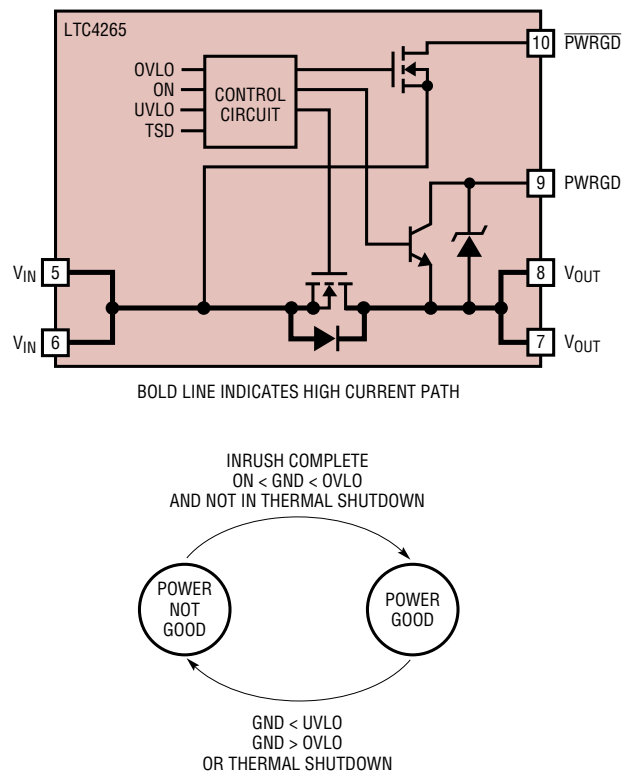 LTC4265
OVLO
ON
UVLO
TSD
CONTROL
CIRCUIT
10 PWRGD
9 PWRGD
VIN 5
8 VOUT
VIN 6
7 VOUT
BOLD LINE INDICATES HIGH CURRENT PATH
INRUSH COMPLETE
ON < GND < OVLO
AND NOT IN THERMAL SHUTDOWN
POWER
NOT
GOOD
POWER
GOOD
GND < UVLO
GND > OVLO
OR THERMAL SHUTDOWN